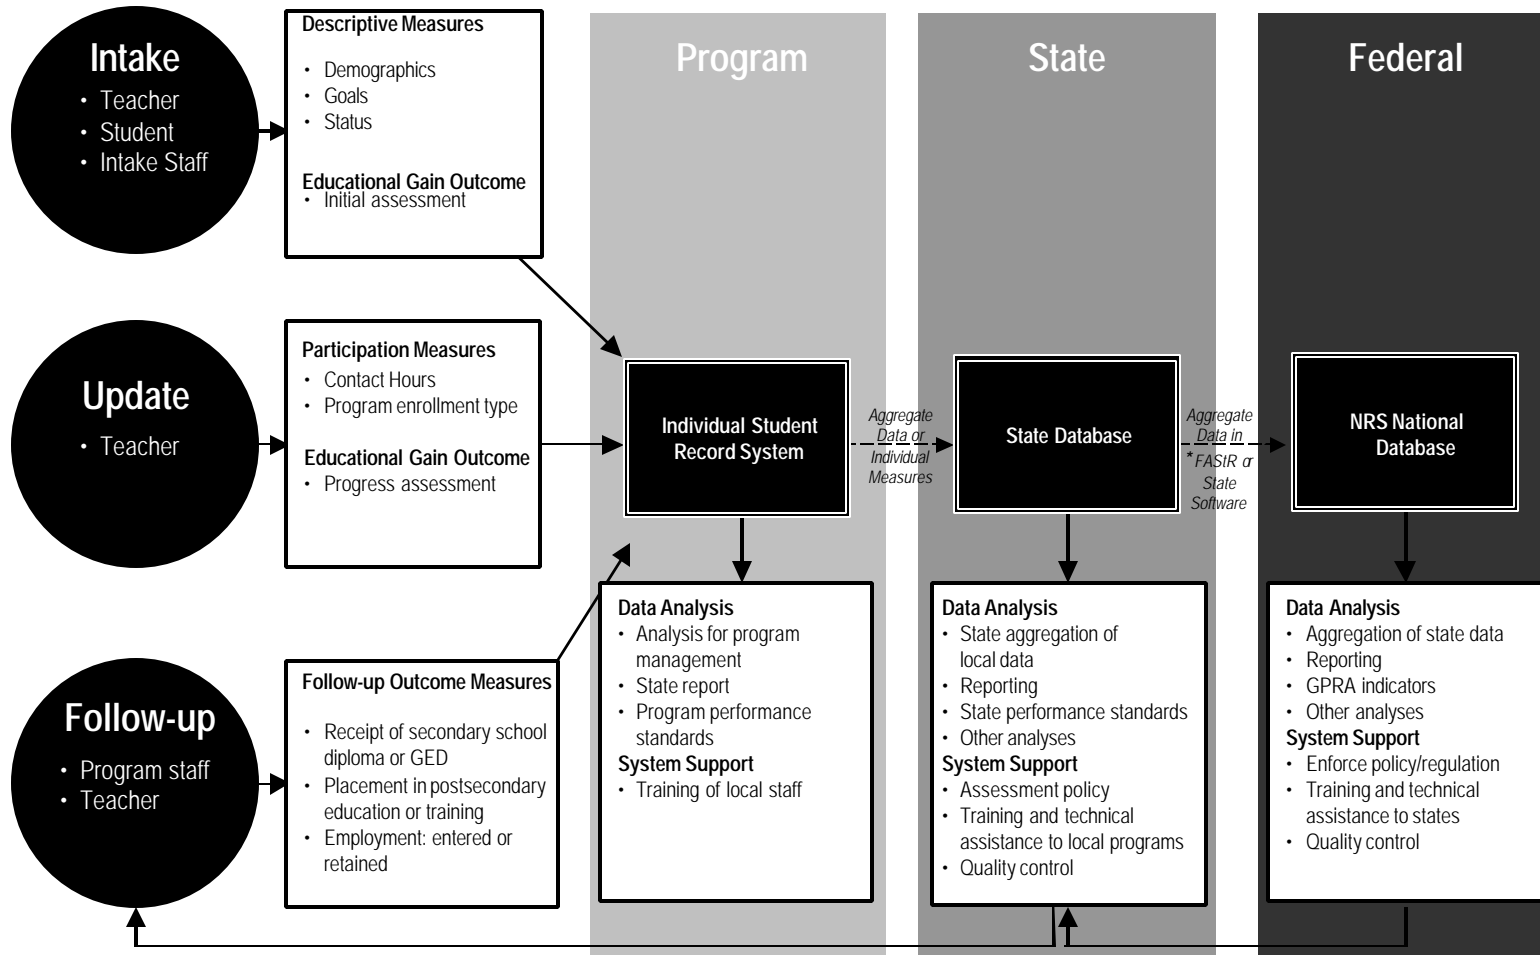 Intake
• Teacher
• Student
• Intake Staff
Descriptive Measures
• Demographics
• Goals
• Status
Educational Gain Outcome
• Initial assessment
Program
State
Federal
Update
• Teacher
Participation Measures
• Contact Hours
• Program enrollment type
Educational Gain Outcome
• Progress assessment
Individual Student
Record System
Aggregate
Data or
Individual
Measures
State Database
Aggregate
Data in
*FAStR or
State
Software
NRS National
Database
Follow-up
• Program staff
• Teacher
Follow-up Outcome Measures
• Receipt of secondary school
diploma or GED
• Placement in postsecondary
education or training
• Employment: entered or
retained
Data Analysis
• Analysis for program
management
• State report
• Program performance
standards
System Support
• Training of local staff
Data Analysis
• State aggregation of
local data
• Reporting
• State performance standards
• Other analyses
System Support
• Assessment policy
• Training and technical
assistance to local programs
• Quality control
Data Analysis
• Aggregation of state data
• Reporting
• GPRA indicators
• Other analyses
System Support
• Enforce policy/regulation
• Training and technical
assistance to states
• Quality control